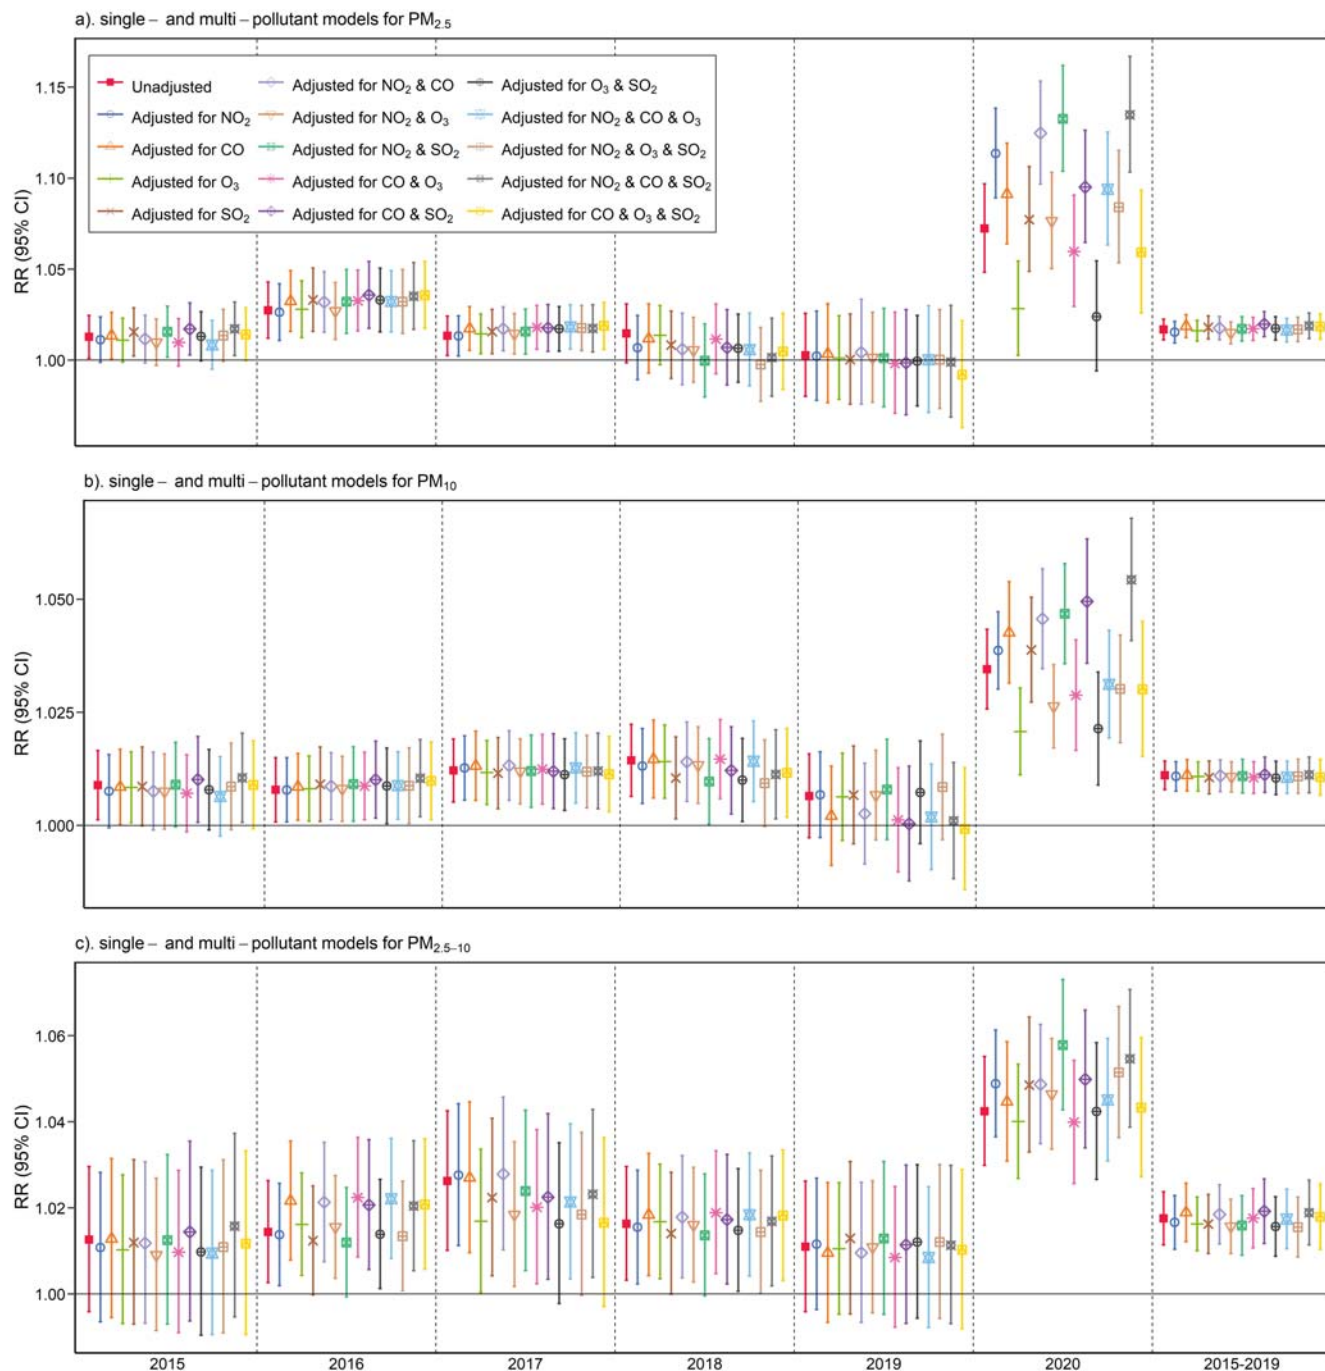 a). single – and multi – pollutant models for PM2.5
RR (95% CI)
1.15
1.10
1.05
1.00
Unadjusted
Adjusted for NO2
Adjusted for CO
Adjusted for O3
Adjusted for SO2
Adjusted for NO2 & CO
Adjusted for NO2 & O3
Adjusted for NO2 & SO2
Adjusted for CO & O3
Adjusted for CO & SO2
Adjusted for O3 & SO2
Adjusted for NO2 & CO & O3
Adjusted for NO2 & O3 & SO2
Adjusted for NO2 & CO & SO2
Adjusted for CO & O3 & SO2
b). single – and multi – pollutant models for PM10
RR (95% CI)
1.050
1.025
1.000
c). single – and multi – pollutant models for PM2.5–10
RR (95% CI)
1.06
1.04
1.02
1.00
2015 2016 2017 2018 2019 2020 2015-2019